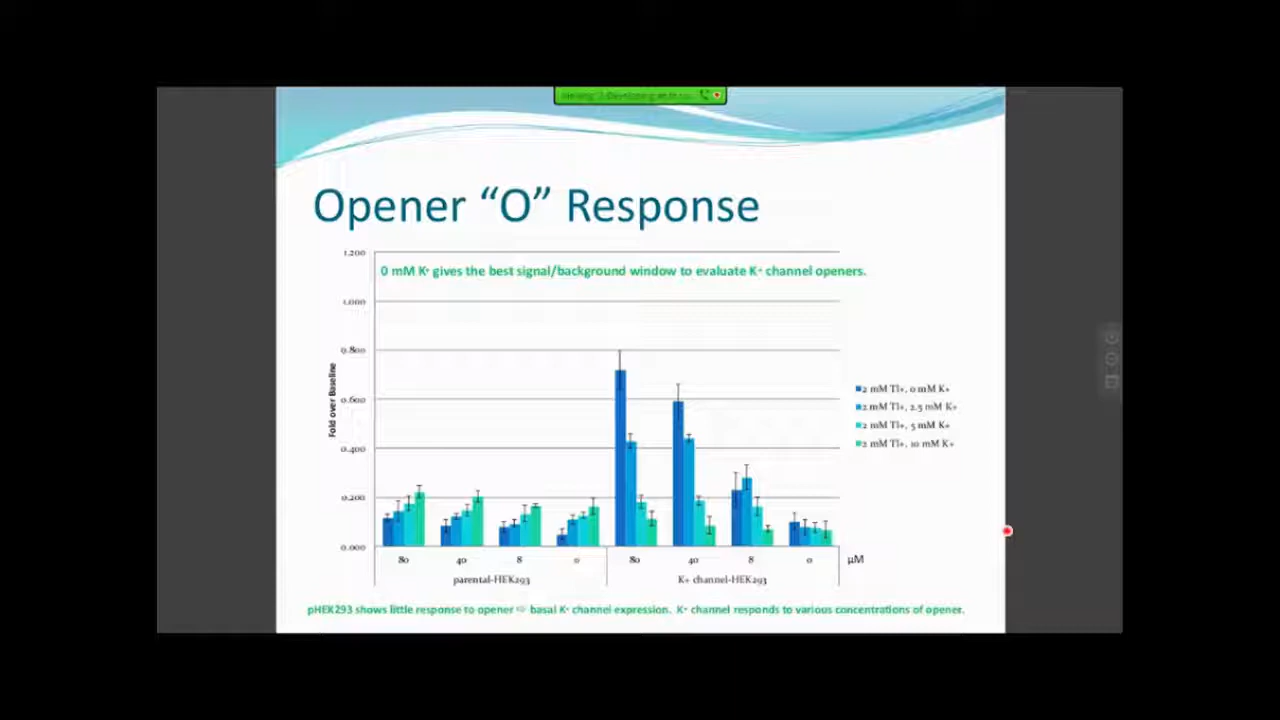 Opener “O” Response
0 mM K+ gives the best signal/background window to evaluate K+ channel openers.
1.200
1.000
0.800
0.600
0.400
0.200
0.000
Fold over Baseline
2 mM Tl+, 0 mM K+
2 mM Tl+, 2.5 mM K+
2 mM Tl+, 5 mM K+
2 mM Tl+, 10 mM K+
80 40 8 0 80 40 8 0 µM
parental-HEK293 K+ channel-HEK293
pHEK293 shows little response to opener ⇨ basal K+ channel expression. K+ channel responds to various concentrations of opener.